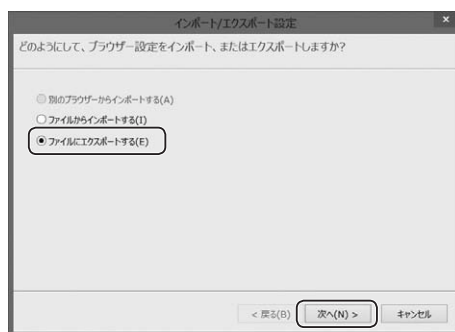 インポート/エクスポート設定
どのようにして、ブラウザー設定をインポート、またはエクスポートしますか?
別のブラウザーからインポートする(A)
ファイルからインポートする(I)
ファイルにエクスポートする(E)
< 戻る(B) 次へ(N) > キャンセル